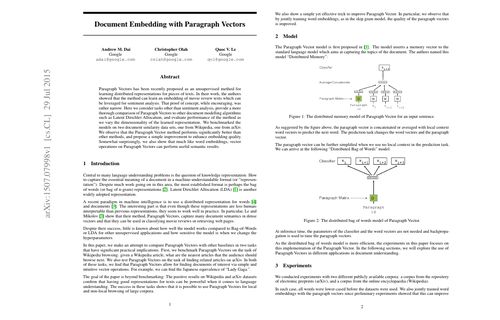 Document Embedding with Paragraph Vectors
Andrew M. Dai
Google
adai@google.com
Christopher Olah
Google
colah@google.com
Quoc V. Le
Google
qvl@google.com
arXiv:1507.07998v1 [cs.CL] 29 Jul 2015
Abstract
Paragraph Vectors has been recently proposed as an unsupervised method for
learning distributed representations for pieces of texts. In their work, the authors
showed that the method can learn an embedding of movie review texts which can
be leveraged for sentiment analysis. That proof of concept, while encouraging, was
rather narrow. Here we consider tasks other than sentiment analysis, provide a more
thorough comparison of Paragraph Vectors to other document modelling algorithms
such as Latent Dirichlet Allocation, and evaluate performance of the method as
we vary the dimensionality of the learned representation. We benchmarked the
models on two document similarity data sets, one from Wikipedia, one from arXiv.
We observe that the Paragraph Vector method performs significantly better than
other methods, and propose a simple improvement to enhance embedding quality.
Somewhat surprisingly, we also show that much like word embeddings, vector
operations on Paragraph Vectors can perform useful semantic results.
1 Introduction
Central to many language understanding problems is the question of knowledge representation: How
to capture the essential meaning of a document in a machine-understandable format (or "represen-
tation"). Despite much work going on in this area, the most established format is perhaps the bag
of words (or bag of n-gram) representations [2]. Latent Dirichlet Allocation (LDA) [1] is another
widely adopted representation.
A recent paradigm in machine intelligence is to use a distributed representation for words [4]
and documents [3]. The interesting part is that even though these representations are less human-
interpretable than previous representations, they seem to work well in practice. In particular, Le and
Mikolov [3] show that their method, Paragraph Vectors, capture many document semantics in dense
vectors and that they can be used in classifying movie reviews or retrieving web pages.
Despite their success, little is known about how well the model works compared to Bag-of-Words
or LDA for other unsupervised applications and how sensitive the model is when we change the
hyperparameters.
In this paper, we make an attempt to compare Paragraph Vectors with other baselines in two tasks
that have significant practical implications. First, we benchmark Paragraph Vectors on the task of
Wikipedia browsing: given a Wikipedia article, what are the nearest articles that the audience should
browse next. We also test Paragraph Vectors on the task of finding related articles on arXiv. In both
of these tasks, we find that Paragraph Vectors allow for finding documents of interest via simple and
intuitive vector operations. For example, we can find the Japanese equivalence of "Lady Gaga."
The goal of the paper is beyond benchmarking: The positive results on Wikipedia and arXiv datasets
confirm that having good representations for texts can be powerful when it comes to language
understanding. The success in these tasks shows that it is possible to use Paragraph Vectors for local
and non-local browsing of large corpora.
1
We also show a simple yet effective trick to improve Paragraph Vector. In particular, we observe that
by jointly training word embeddings, as in the skip gram model, the quality of the paragraph vectors
is improved.
2 Model
The Paragraph Vector model is first proposed in [3]. The model inserts a memory vector to the
standard language model which aims at capturing the topics of the document. The authors named this
model "Distributed Memory":
Classifier
Average/Concatenate
Paragraph Matrix
Figure 1: The distributed memory model of Paragraph Vector for an input sentence.
As suggested by the figure above, the paragraph vector is concatenated or averaged with local context
word vectors to predict the next word. The prediction task changes the word vectors and the paragraph
vector.
The paragraph vector can be further simplified when we use no local context in the prediction task.
We can arrive at the following "Distributed Bag of Words" model:
Classifier
Paragraph Matrix
Paragraph
id
Figure 2: The distributed bag of words model of Paragraph Vector.
At inference time, the parameters of the classifier and the word vectors are not needed and backpropa-
gation is used to tune the paragraph vectors.
As the distributed bag of words model is more efficient, the experiments in this paper focuses on
this implementation of the Paragraph Vector. In the following sections, we will explore the use of
Paragraph Vectors in different applications in document understanding.
3 Experiments
We conducted experiments with two different publicly available corpora: a corpus from the repository
of electronic preprints (arXiv), and a corpus from the online encyclopaedia (Wikipedia).
In each case, all words were lower-cased before the datasets were used. We also jointly trained word
embeddings with the paragraph vectors since preliminary experiments showed that this can improve
2